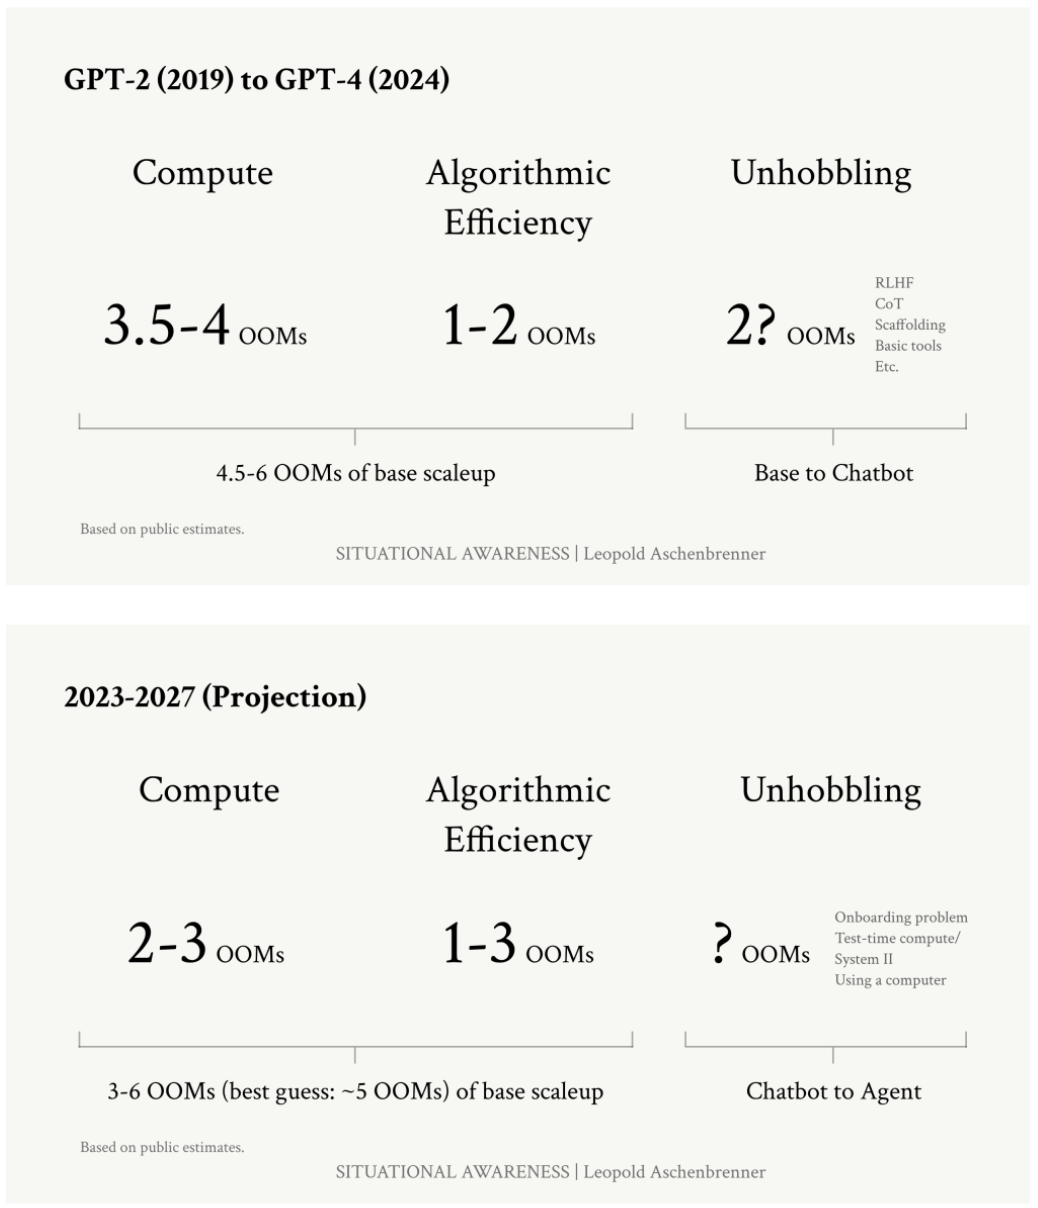 GPT-2 (2019) to GPT-4 (2024)
Compute
Algorithmic
Efficiency
Unhobbling
3.5-4 OOMs
1-2 OOMs
2? OOMs
RLHF
CoT
Scaffolding
Basic tools
Etc.
4.5-6 OOMs of base scaleup
Base to Chatbot
Based on public estimates.
SITUATIONAL AWARENESS | Leopold Aschenbrenner
2023-2027 (Projection)
Compute
Algorithmic
Efficiency
Unhobbling
2-3 OOMs
1-3 OOMs
? OOMs
Onboarding problem
Test-time compute/
System II
Using a computer
3-6 OOMs (best guess: ~5 OOMs) of base scaleup
Chatbot to Agent
Based on public estimates.
SITUATIONAL AWARENESS | Leopold Aschenbrenner